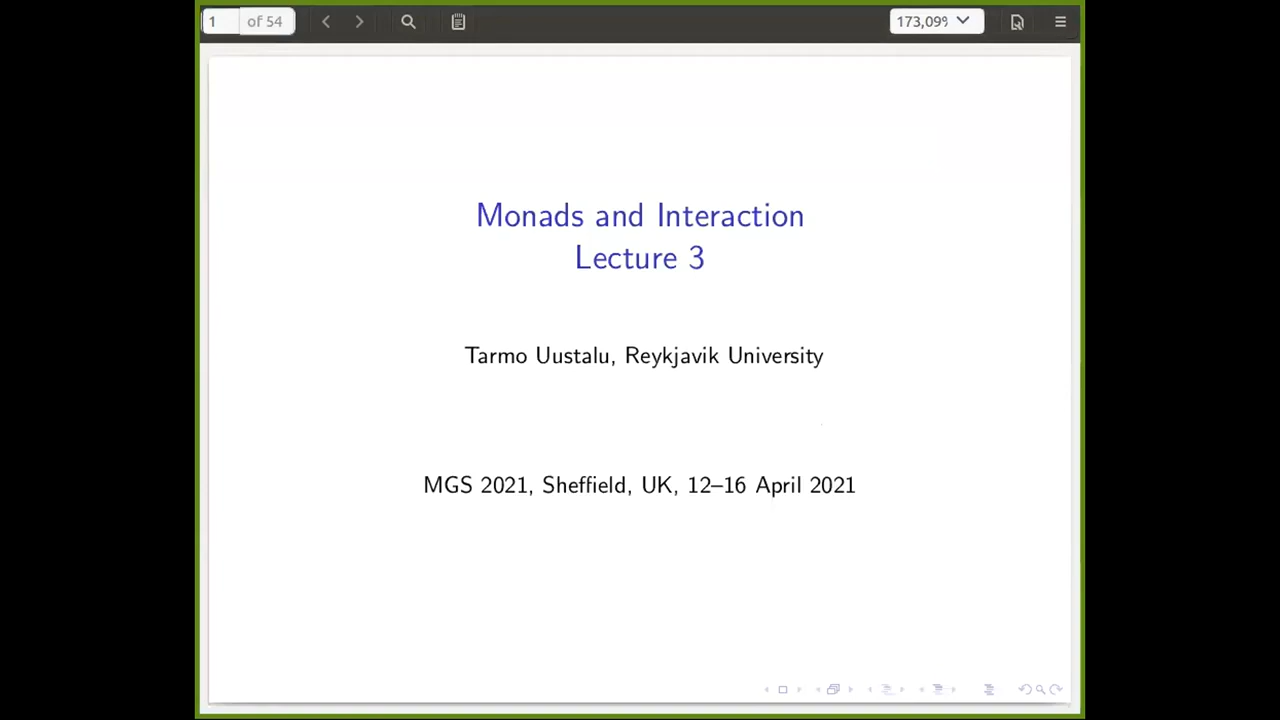 1 of 54 173,09%
Monads and Interaction
Lecture 3
Tarmo Uustalu, Reykjavik University
MGS 2021, Sheffield, UK, 12–16 April 2021